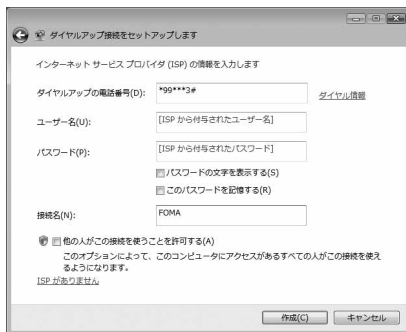 ダイヤルアップ接続をセットアップします
インターネット サービス プロバイダ (ISP) の情報を入力します
ダイヤルアップの電話番号(D):
*99***3#
ダイヤル情報
ユーザー名(U):
[ISP から付与されたユーザー名]
パスワード(P):
[ISP から付与されたパスワード]
パスワードの文字を表示する(S)
このパスワードを記憶する(R)
接続名(N):
FOMA
他の人がこの接続を使うことを許可する(A)
このオプションによって、このコンピュータにアクセスがあるすべての人がこの接続を使え
るようになります。
ISP がありません
作成(C)
キャンセル